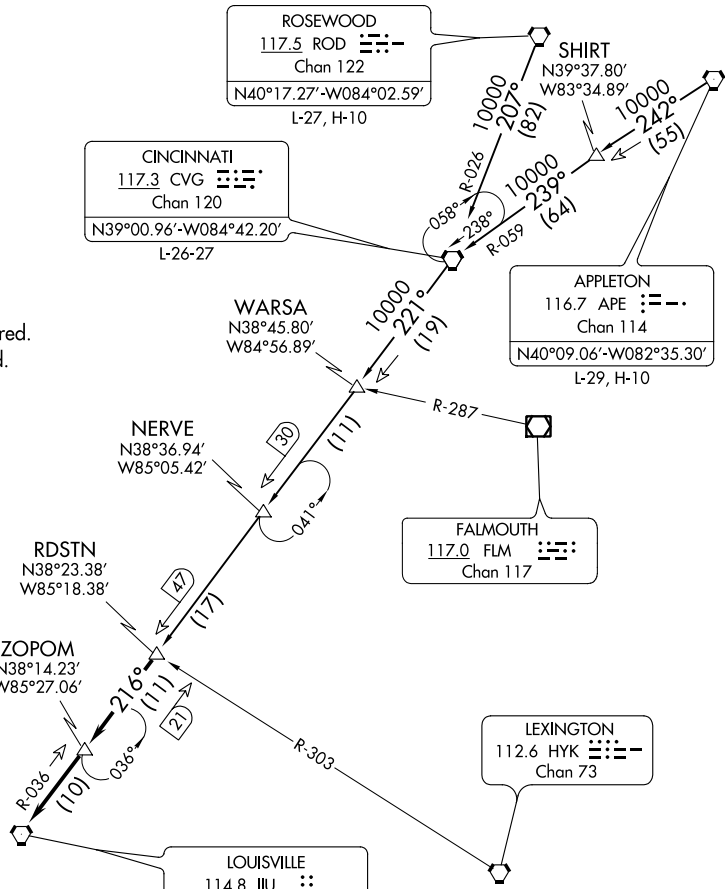 ROSEWOOD
117.5 ROD
Chan 122
N40°17.27'-W084°02.59'
L-27, H-10
SHIRT
N39°37.80'
W83°34.89'
10000
242°
(55)
10000
207°
(82)
R-026
10000
239°
(64)
R-059
058°
238°
CINCINNATI
117.3 CVG
Chan 120
N39°00.96'-W084°42.20'
L-26-27
APPLETON
116.7 APE
Chan 114
N40°09.06'-W082°35.30'
L-29, H-10
red.
d.
WARSA
N38°45.80'
W84°56.89'
10000
221°
(19)
R-287
NERVE
N38°36.94'
W85°05.42'
30
(11)
041°
FALMOUTH
117.0 FLM
Chan 117
RDSTN
N38°23.38'
W85°18.38'
47
(17)
ZOPOM
N38°14.23'
W85°27.06'
216°
(11)
21
036°
R-303
R-036
(10)
LEXINGTON
112.6 HYK
Chan 73
LOUISVILLE
114.8 IIU